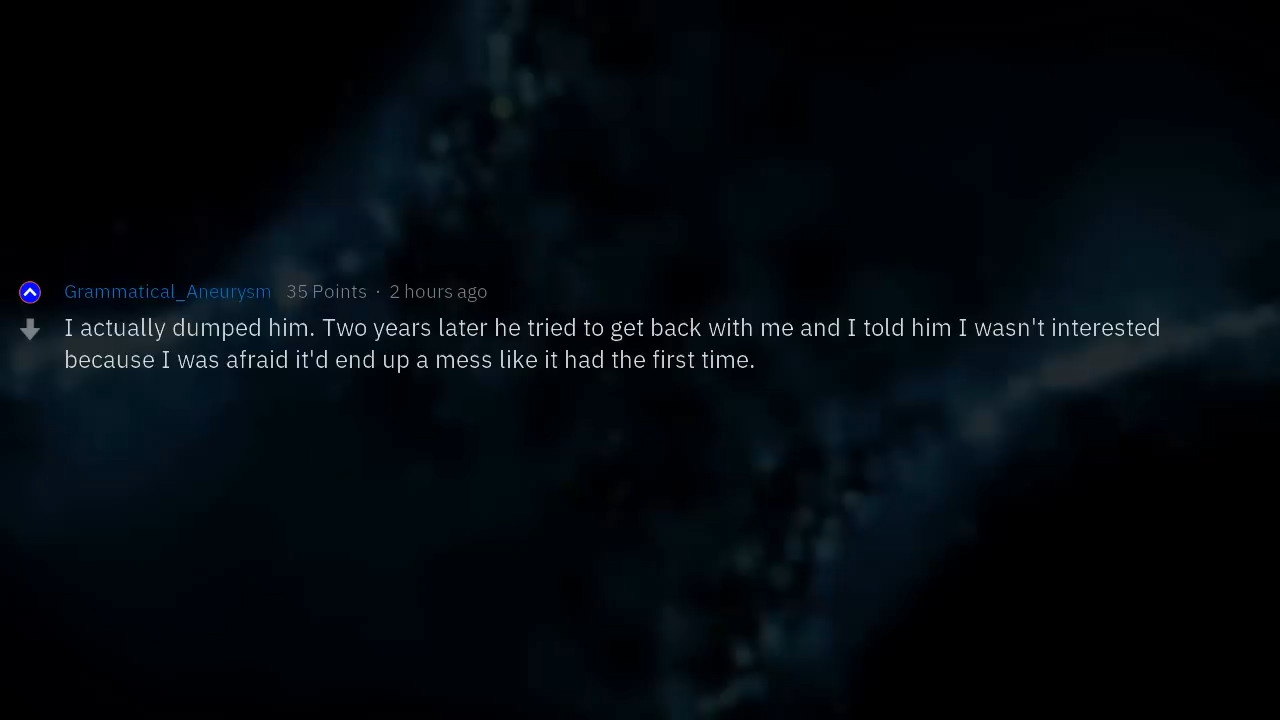 Grammatical_Aneurysm 35 Points · 2 hours ago
I actually dumped him. Two years later he tried to get back with me and I told him I wasn't interested
because I was afraid it'd end up a mess like it had the first time.